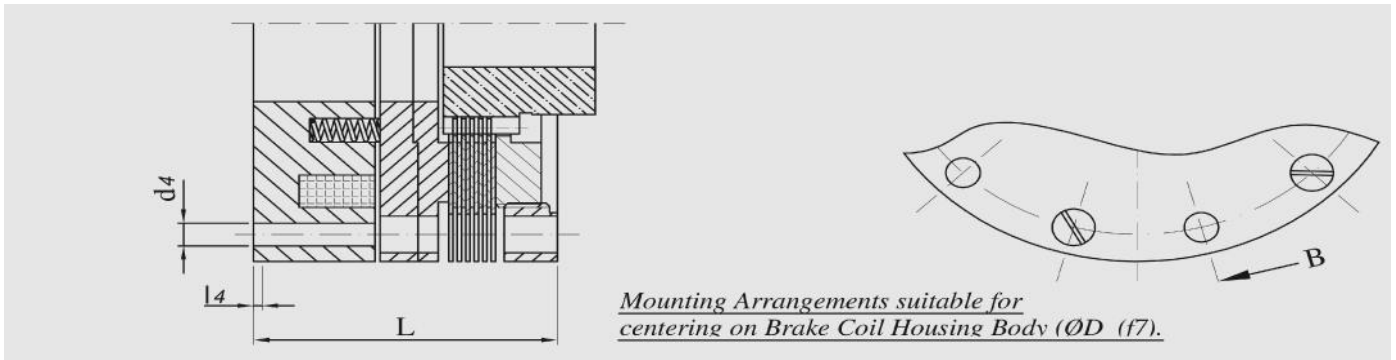 d4
l4
L
B
Mounting Arrangements suitable for
centering on Brake Coil Housing Body (ØD (f7).